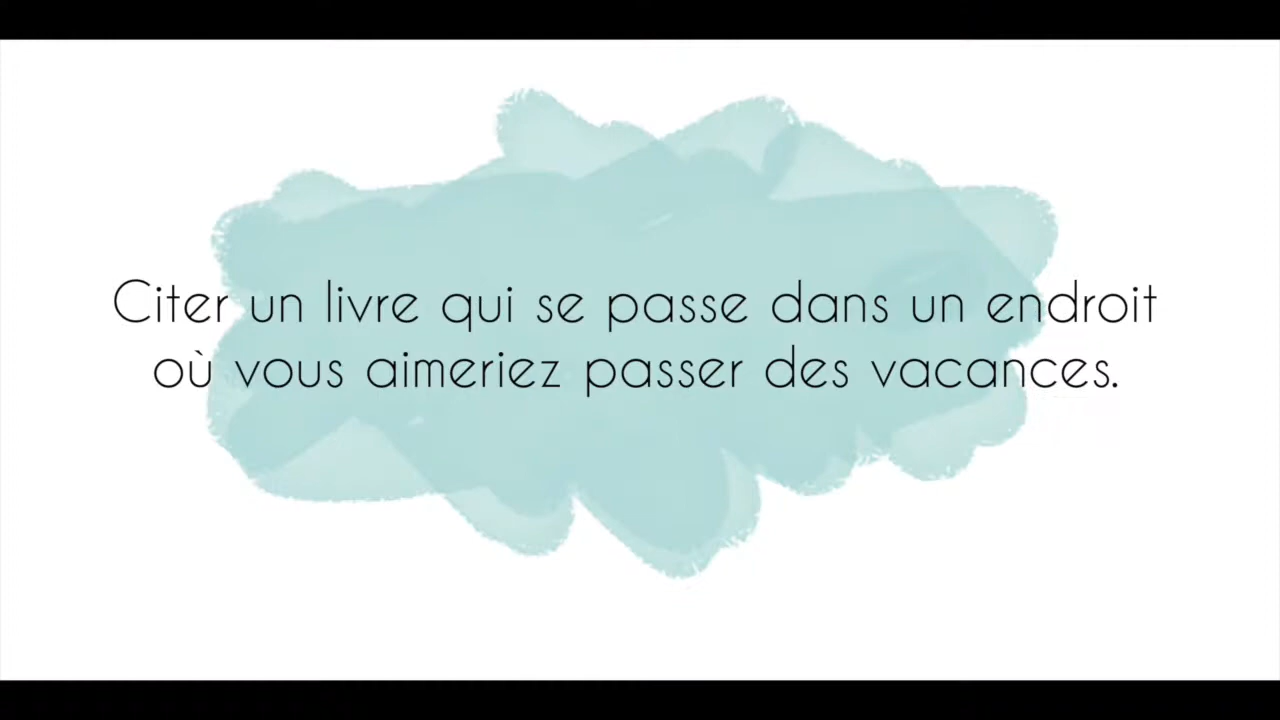 Citer un livre qui se passe dans un endroit
où vous aimeriez passer des vacances.